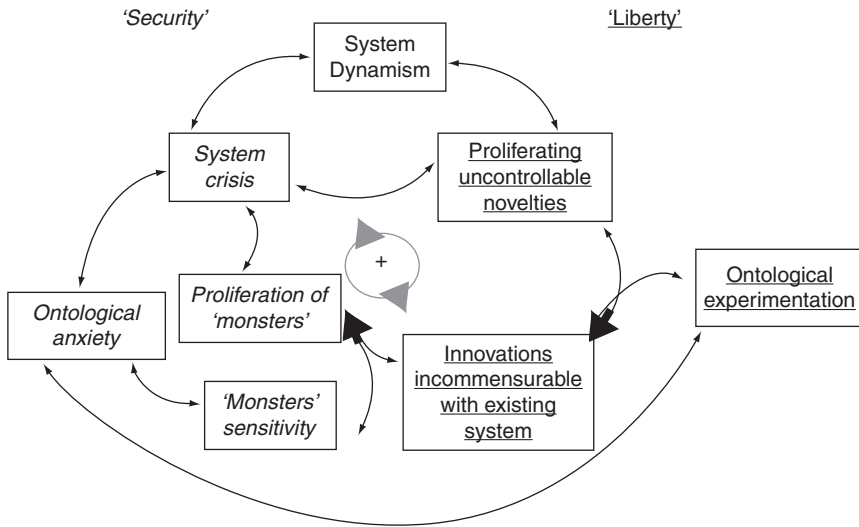 ‘Security’
‘Liberty’
System
Dynamism
System
crisis
Proliferating
uncontrollable
novelties
+
Ontological
experimentation
Proliferation of
‘monsters’
Ontological
anxiety
Innovations
incommensurable
with existing
system
‘Monsters’
sensitivity